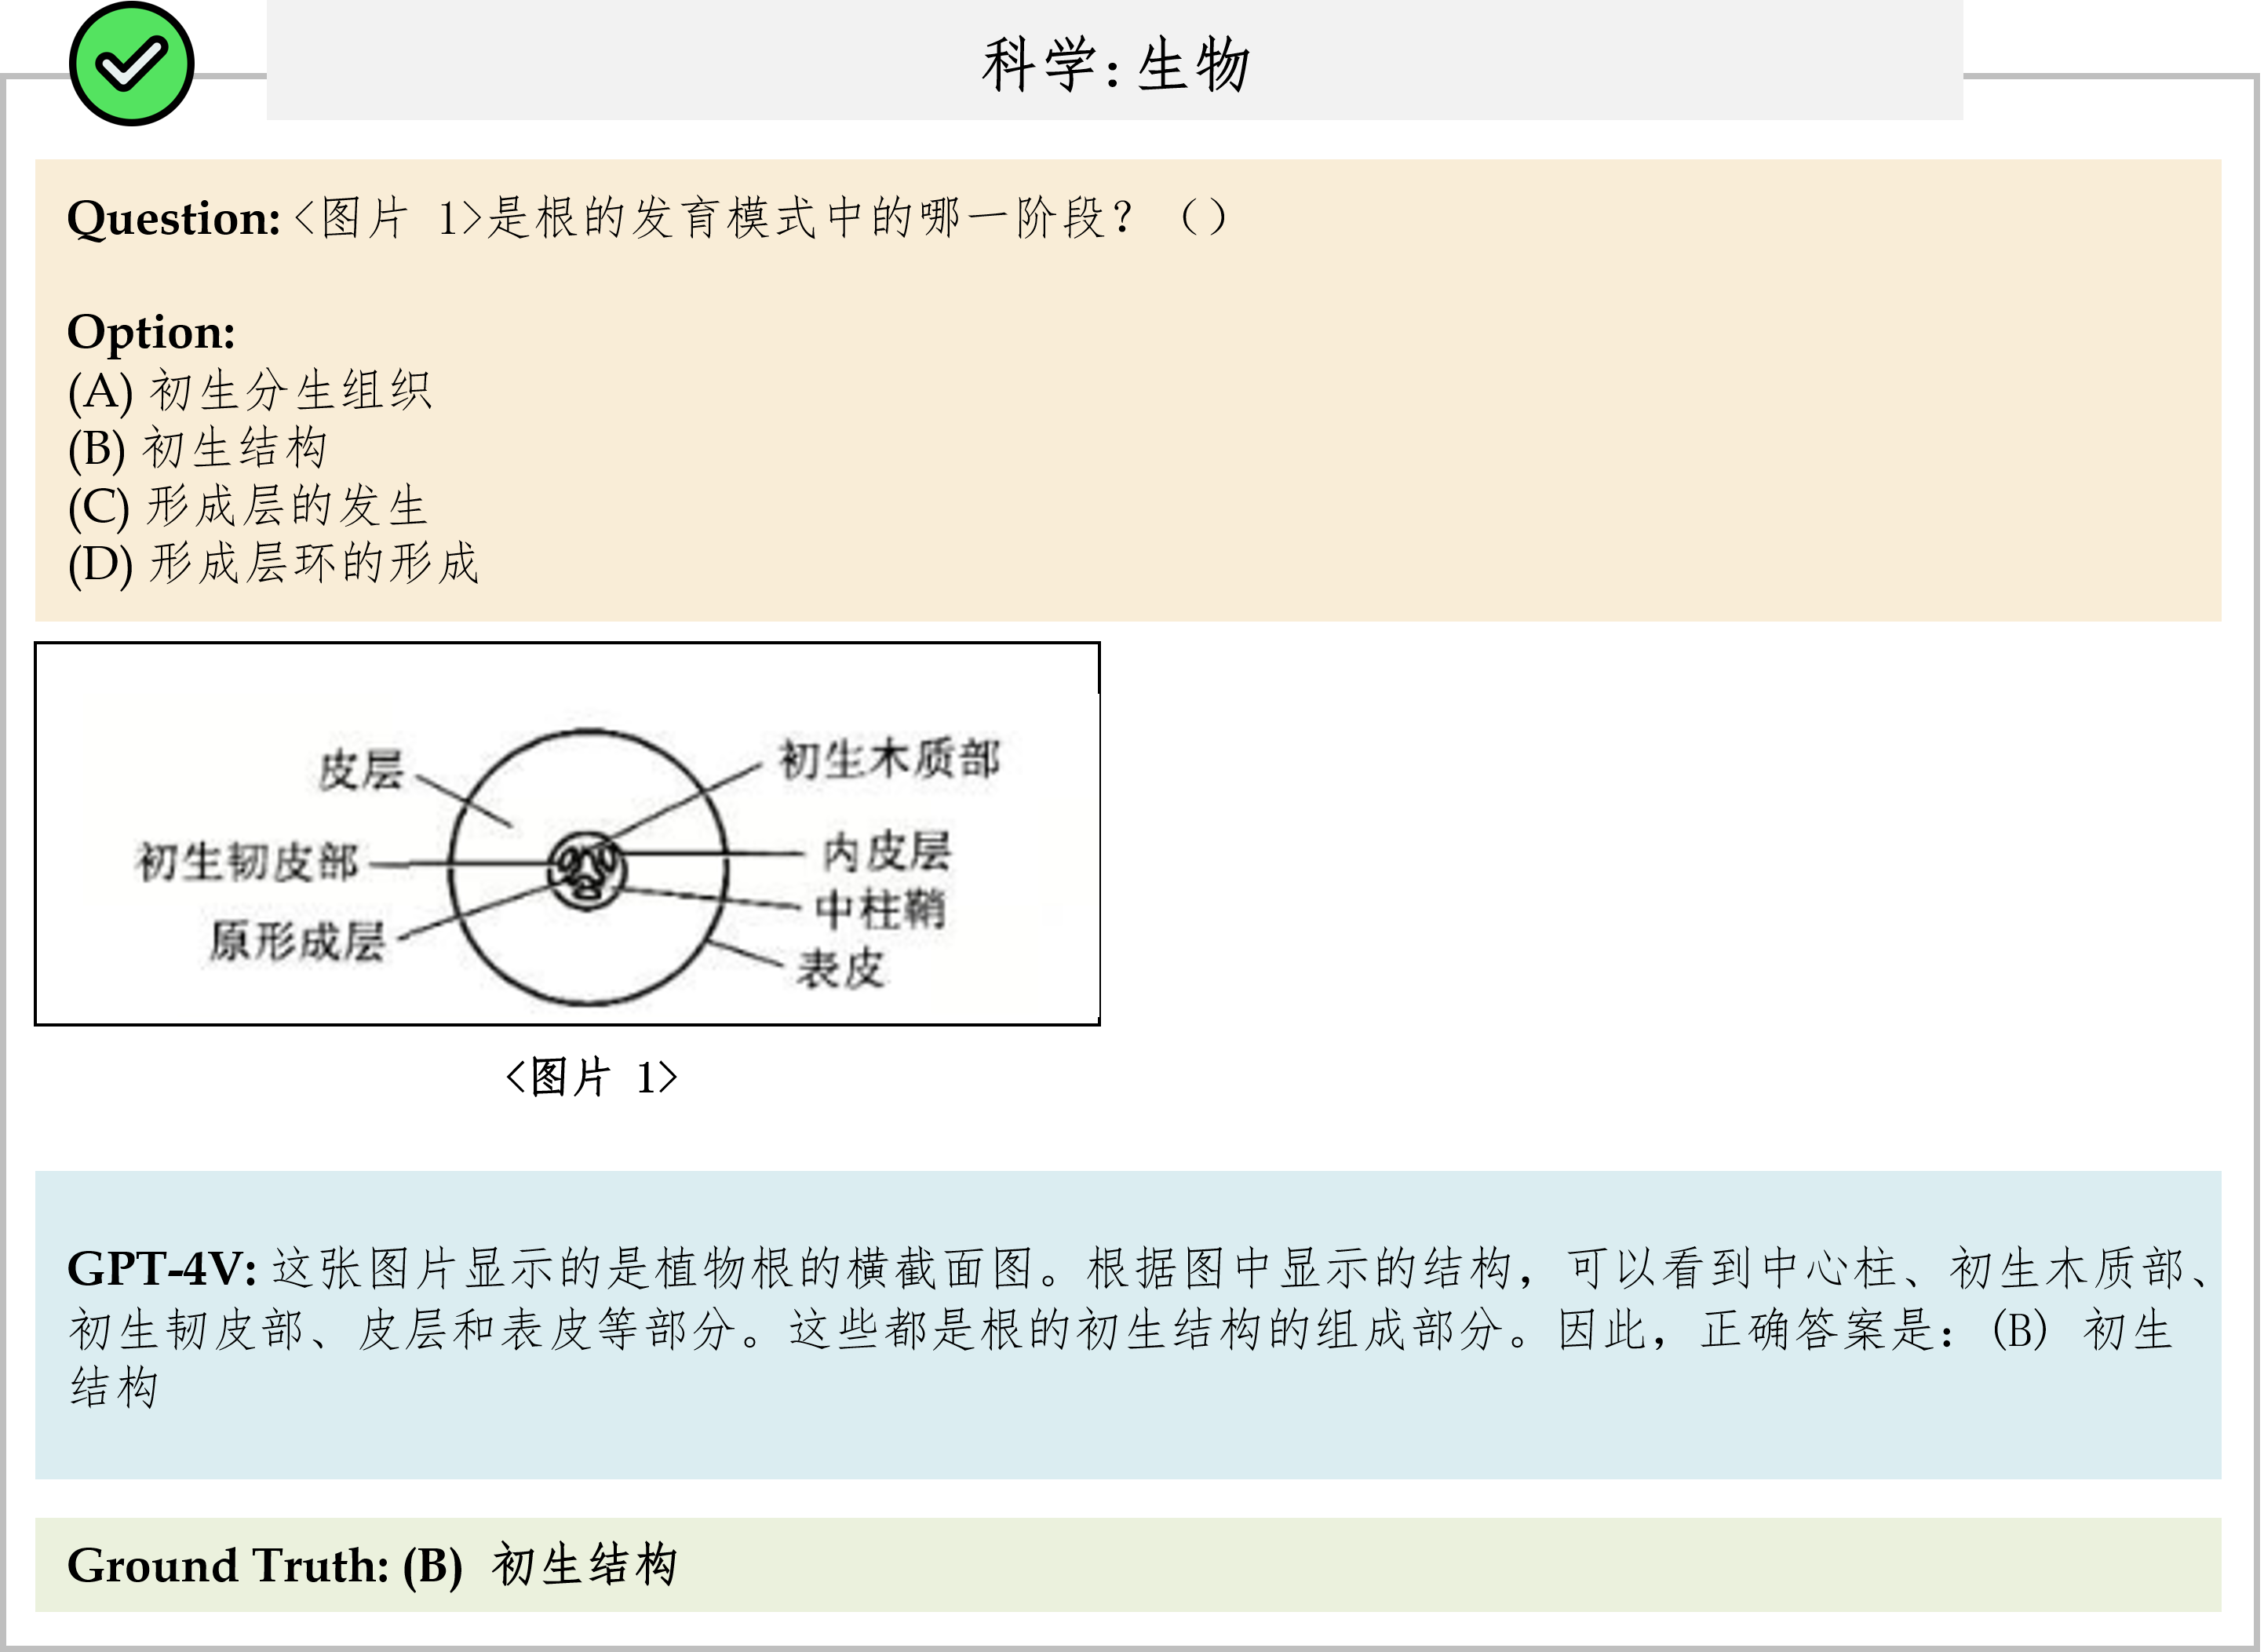 科学：生物
Question: <图片 1>是根的发育模式中的哪一阶段？（）
Option:
(A) 初生分生组织
(B) 初生结构
(C) 形成层的发生
(D) 形成层环的形成
皮层
初生木质部
初生韧皮部
内皮层
原形成层
中柱鞘
表皮
<图片 1>
GPT-4V: 这张图片显示的是植物根的横截面图。根据图中显示的结构，可以看到中心柱、初生木质部、
初生韧皮部、皮层和表皮等部分。这些都是根的初生结构的组成部分。因此，正确答案是：(B) 初生
结构
Ground Truth: (B) 初生结构